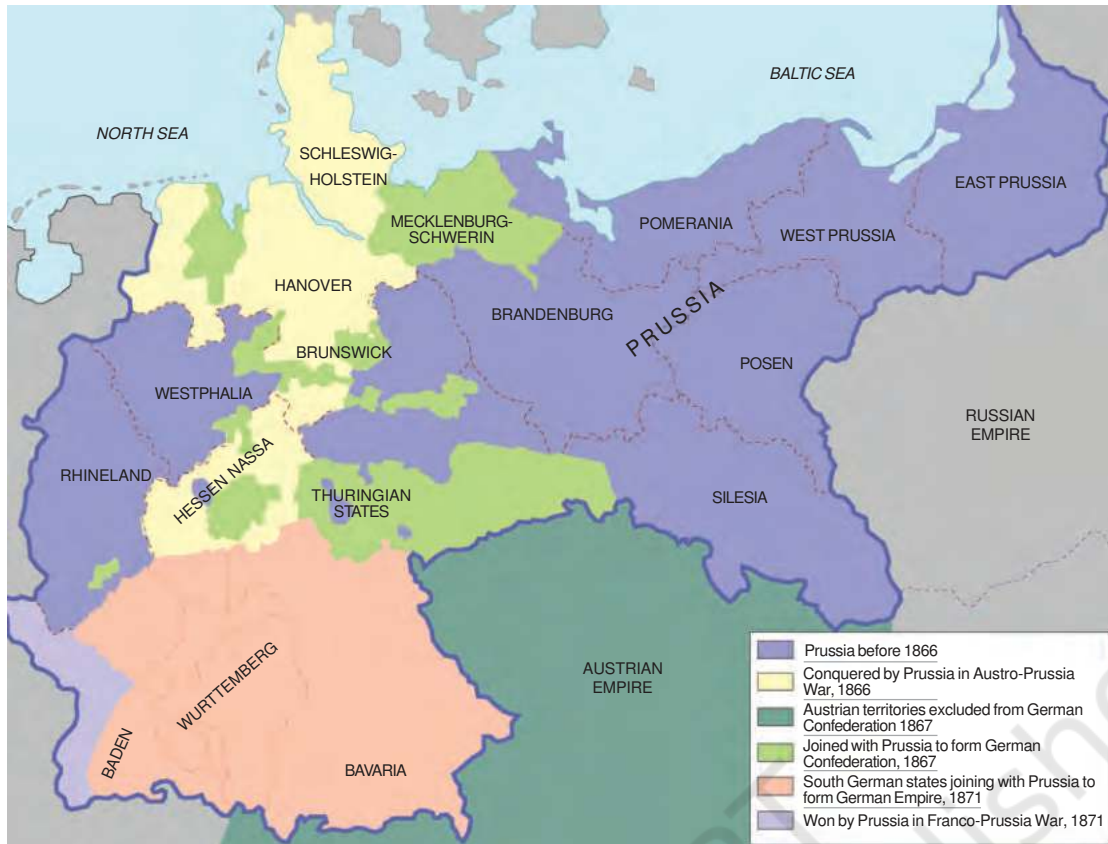 BALTIC SEA
NORTH SEA
SCHLESWIG-
HOLSTEIN
EAST PRUSSIA
MECKLENBURG-
SCHWERIN
POMERANIA
WEST PRUSSIA
HANOVER
BRANDENBURG
PRUSSIA
BRUNSWICK
POSEN
WESTPHALIA
RUSSIAN
EMPIRE
RHINELAND
HESSEN NASSA
THURINGIAN
STATES
SILESIA
AUSTRIAN
EMPIRE
WURTTEMBERG
BADEN
BAVARIA
Prussia before 1866
Conquered by Prussia in Austro-Prussia
War, 1866
Austrian territories excluded from German
Confederation 1867
Joined with Prussia to form German
Confederation, 1867
South German states joining with Prussia to
form German Empire, 1871
Won by Prussia in Franco-Prussia War, 1871